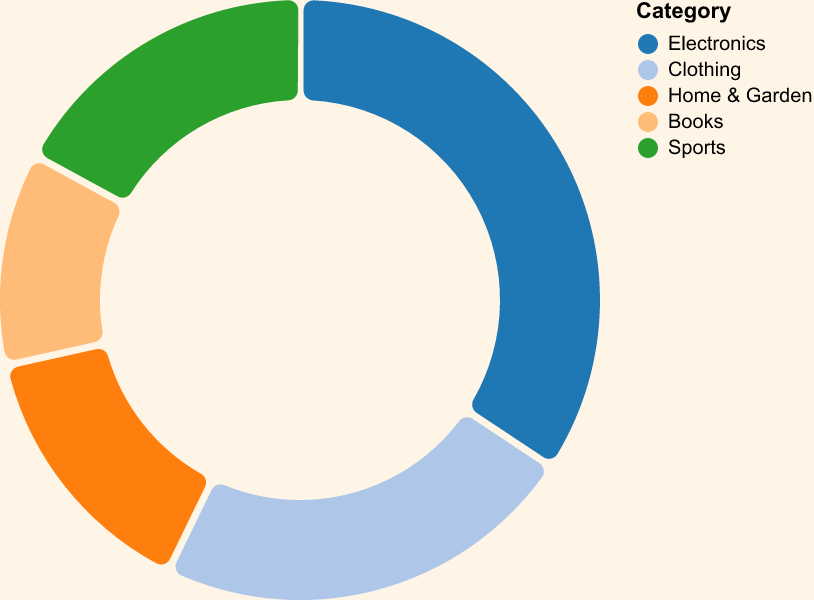 Category
Electronics
Clothing
Home & Garden
Books
Sports